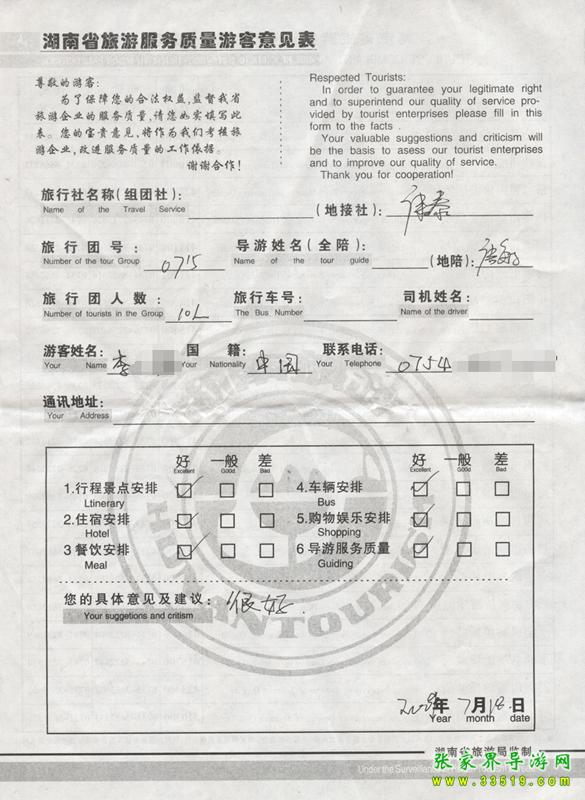 湖南省旅游服务质量游客意见表
尊敬的游客：
为了保障您的合法权益,监督我省
旅游企业的服务质量,请您如实填写此
表。您的宝贵意见,将作为我们考核旅
游企业,改进服务质量的工作依据。
谢谢合作!
Respected Tourists:
In order to guarantee your legitimate right
and to superintend our quality of service pro-
vided by tourist enterprises please fill in this
form to the facts .
Your valuable suggestions and criticism will
be the basis to asess our tourist enterprises
and to improve our quality of service.
Thank you for cooperation!
旅行社名称(组团社): (地接社): 康泰
Name of the Travel Service
旅行团号: 0715 导游姓名(全陪): (地陪):
Number of the tour Group Name of the tour guide
旅行团人数: 10人 旅行车号: 司机姓名:
Number of tourists in the Group The Bus Number Name of the driver
游客姓名: 李 国籍: 中国 联系电话: 0754
Your Name Your Nationality Your Telephone
通讯地址:
Your Address
好 一般 差 好 一般 差
Excellent Good Bad Excellent Good Bad
1.行程景点安排 4.车辆安排
Ltinerary Bus
2.住宿安排 5.购物娱乐安排
Hotel Shopping
3 餐饮安排 6 导游服务质量
Meal Guiding
HUNAN TOURISM
您的具体意见及建议: 很好.
Your suggetions and critism
2008年 7月18日
Year month date
湖南省旅游局监制
Under the Surveillance
张家界导游网
www.33519.com